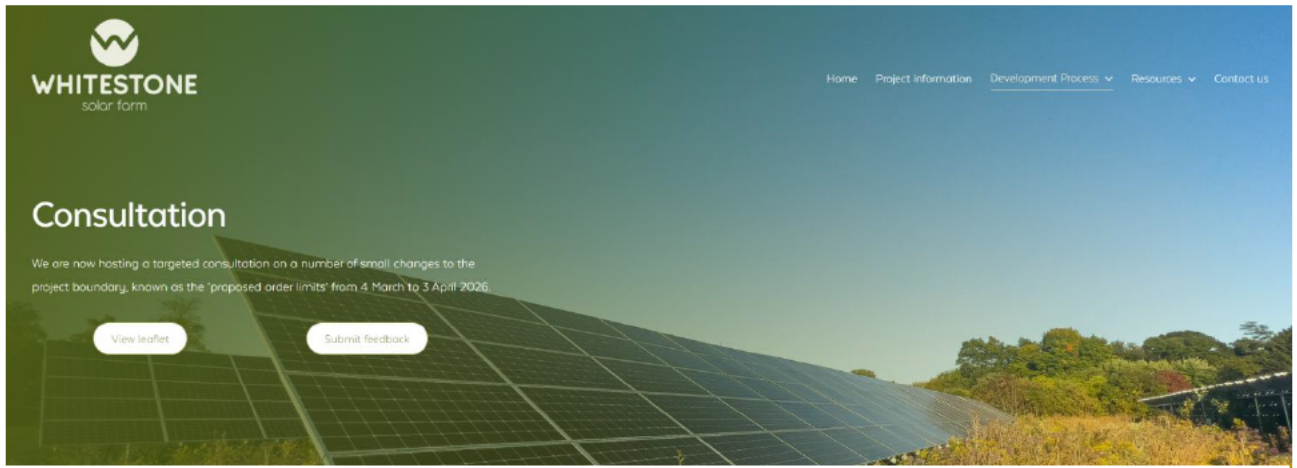 WHITESTONE
solar farm
Home Project information Development Process Resources Contact us
Consultation
We are now hosting a targeted consultation on a number of small changes to the
project boundary, known as the 'proposed order limits' from 4 March to 3 April 2026.
View leaflet Submit feedback